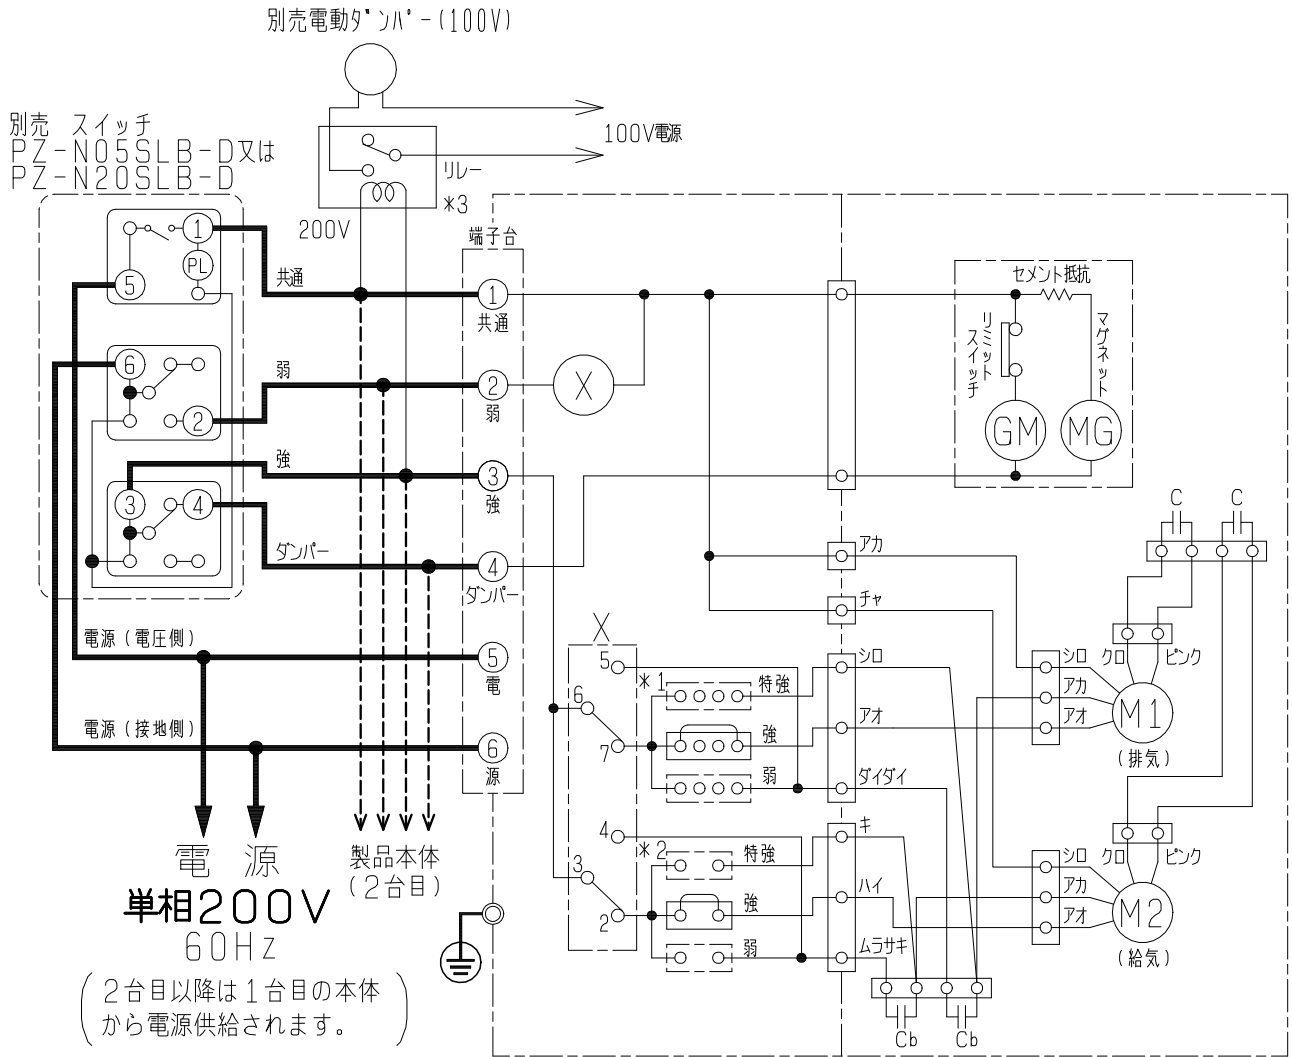 別売電動ダンパー(100V)
100V電源
別売 スイッチ
PZ-N05SLB-D又は
PZ-N20SLB-D
リレー
*3
200V
端子台
1
PL
5
共通
1
共通
セメント抵抗
リミット
スイッチ
マグネット
GM
MG
6
2
弱
2
弱
X
強
3
強
3
4
ダンパー
4
ダンパー
C
C
アカ
チャ
電源(電圧側)
5
電
X
5
*1
特強
シロ
6
7
強
アオ
弱
ダイダイ
シロ
アカ
アオ
クロ
ピンク
M1
(排気)
電源(接地側)
6
源
4
*2
特強
キ
3
強
ハイ
2
弱
ムラサキ
シロ
アカ
アオ
クロ
ピンク
M2
(給気)
Cb
Cb
電 源
単相200V
60Hz
製品本体
(2台目)
(2台目以降は1台目の本体
から電源供給されます。)